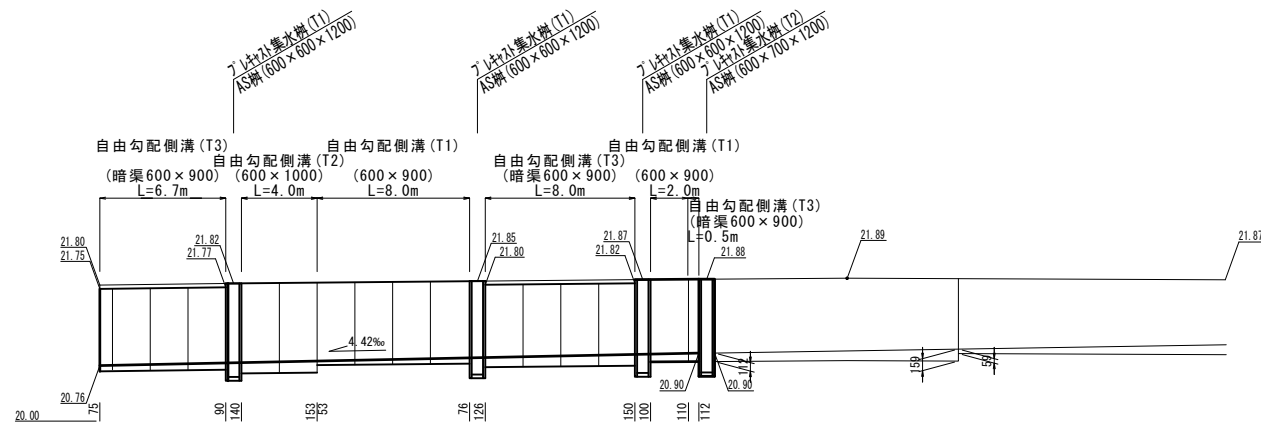 プレキャスト集水桝(T1)
AS桝(600×600×1200)
プレキャスト集水桝(T1)
AS桝(600×600×1200)
プレキャスト集水桝(T1)
AS桝(600×600×1200)
プレキャスト集水桝(T2)
AS桝(600×700×1200)
自由勾配側溝(T3)
(暗渠600×900)
L=6.7m
自由勾配側溝(T2)
(600×1000)
L=4.0m
自由勾配側溝(T1)
(600×900)
L=8.0m
自由勾配側溝(T3)
(暗渠600×900)
L=8.0m
自由勾配側溝(T1)
(600×900)
L=2.0m
自由勾配側溝(T3)
(暗渠600×900)
L=0.5m
21.80
21.75
21.82
21.77
21.85
21.80
21.87
21.82
21.88
21.89
21.87
4.42‰
20.76
20.90
20.90
112
159
59
20.00
75
90
140
153
53
76
126
150
100
110
112